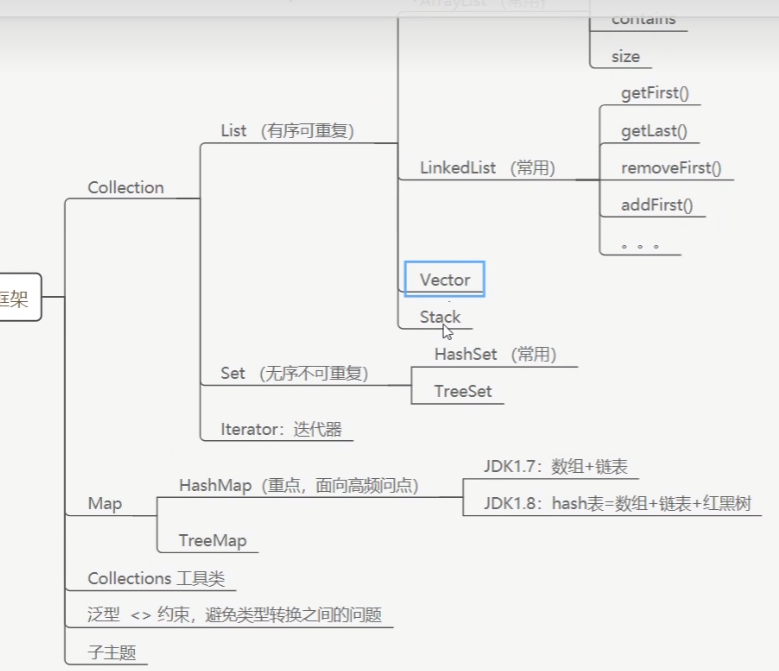 ArrayList （常用）
contains
size
getFirst()
List （有序可重复）
getLast()
LinkedList （常用）
removeFirst()
Collection
addFirst()
。。。
Vector
框架
Stack
HashSet （常用）
Set （无序不可重复）
TreeSet
Iterator：迭代器
JDK1.7：数组+链表
HashMap（重点，面向高频问点）
Map
JDK1.8：hash表=数组+链表+红黑树
TreeMap
Collections 工具类
泛型 <> 约束，避免类型转换之间的问题
子主题